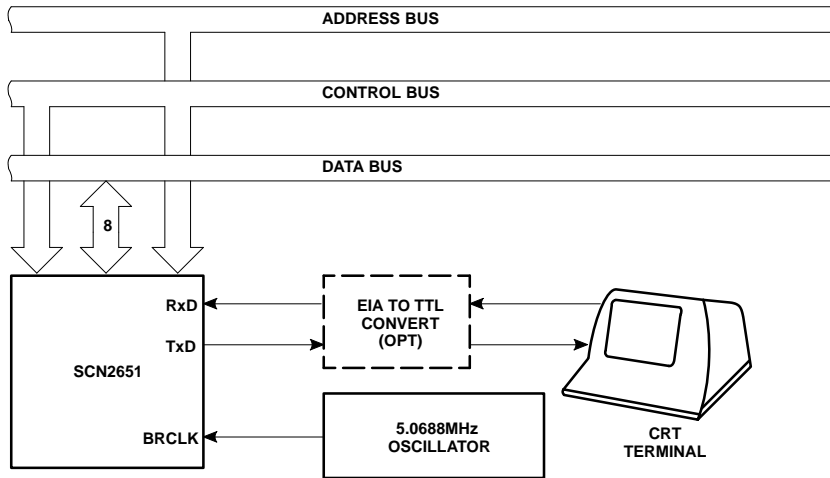 ADDRESS BUS
CONTROL BUS
DATA BUS
8
RxD
TxD
SCN2651
BRCLK
EIA TO TTL
CONVERT
(OPT)
5.0688MHz
OSCILLATOR
CRT
TERMINAL